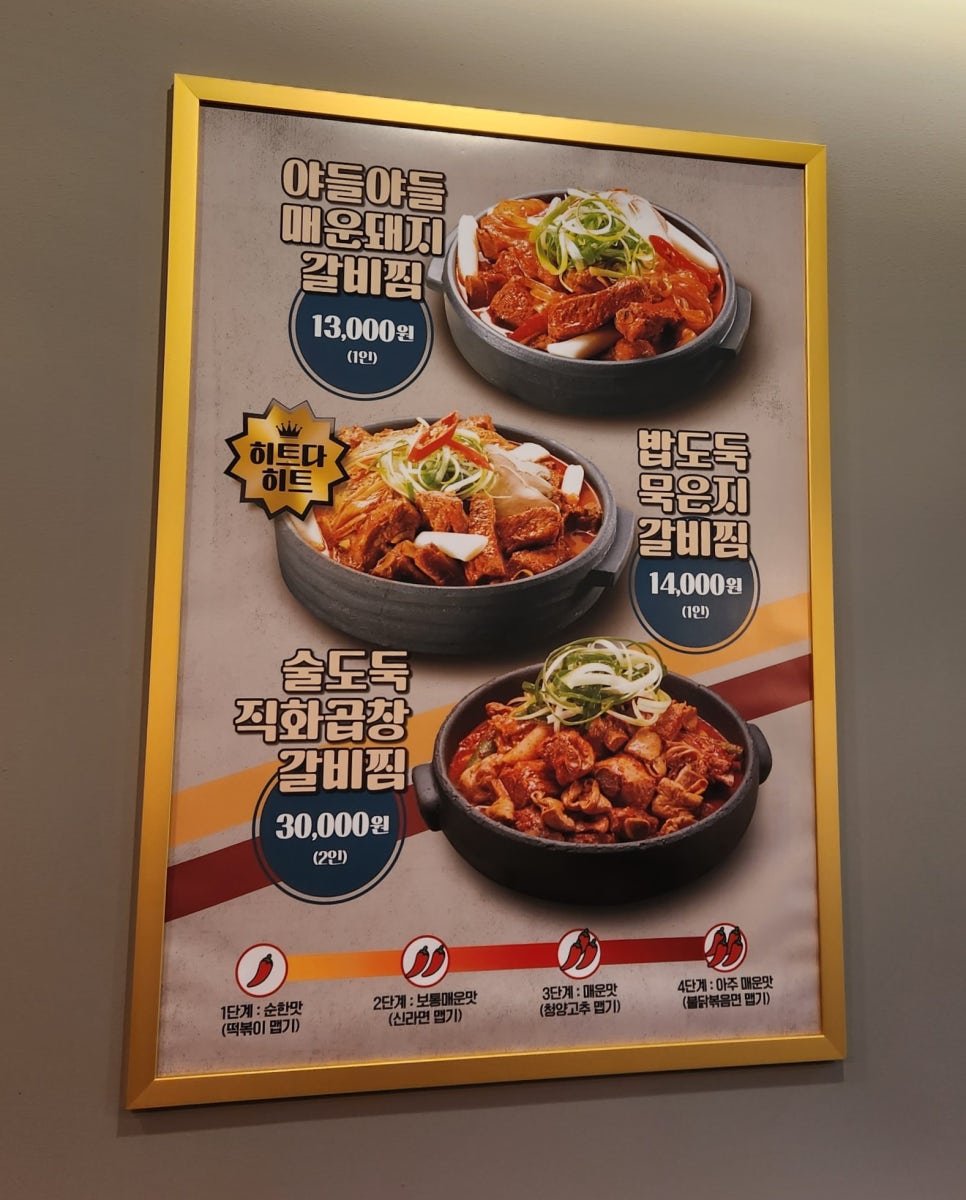 야들야들
매운돼지
갈비찜
13,000원
(1인)
히트다
히트
밥도둑
묵은지
갈비찜
14,000원
(1인)
술도둑
직화곱창
갈비찜
30,000원
(2인)
1단계 : 순한맛
(떡볶이 맵기)
2단계 : 보통매운맛
(신라면 맵기)
3단계 : 매운맛
(청양고추 맵기)
4단계 : 아주 매운맛
(불닭볶음면 맵기)